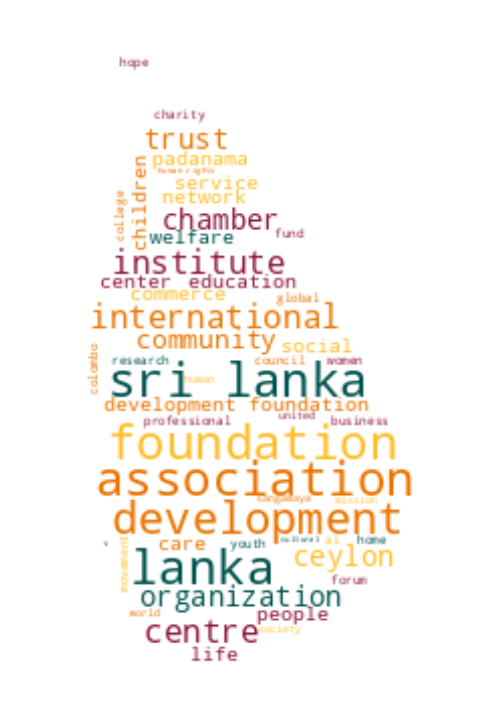 hope
charity
trust
padanama
human rights
children
service
college
network
chamber
welfare
fund
institute
center education
commerce
global
international
community
social
colombo
research
council
women
sri lanka
human
development foundation
professional
united
business
foundation
association
sangamaya
mission
development
s
care
youth
cultural
al
home
movement
lanka
ceylon
forum
organization
world
people
centre
society
life